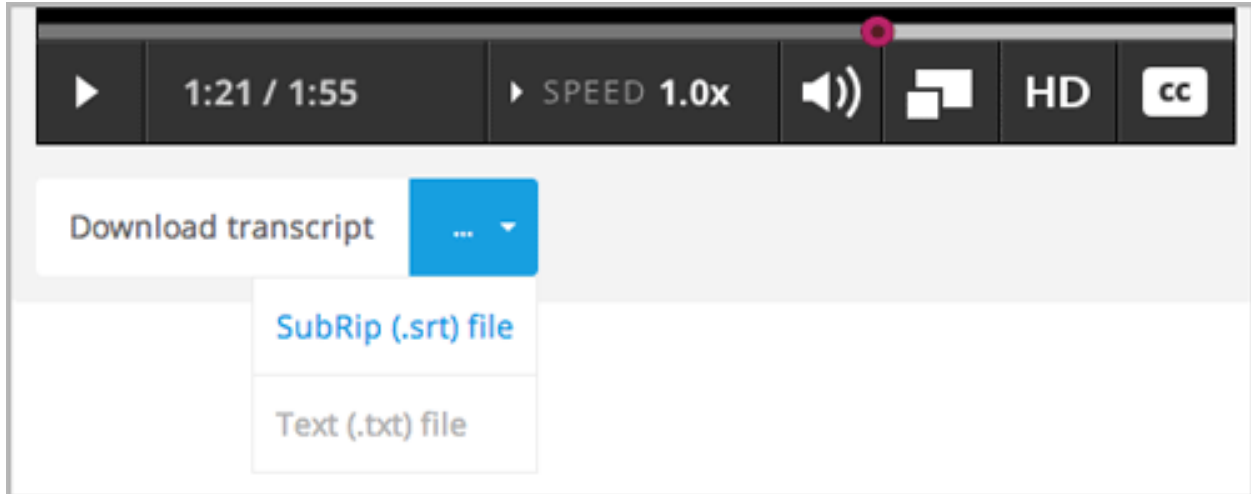 1:21 / 1:55 SPEED 1.0x HD CC
Download transcript ...
SubRip (.srt) file
Text (.txt) file